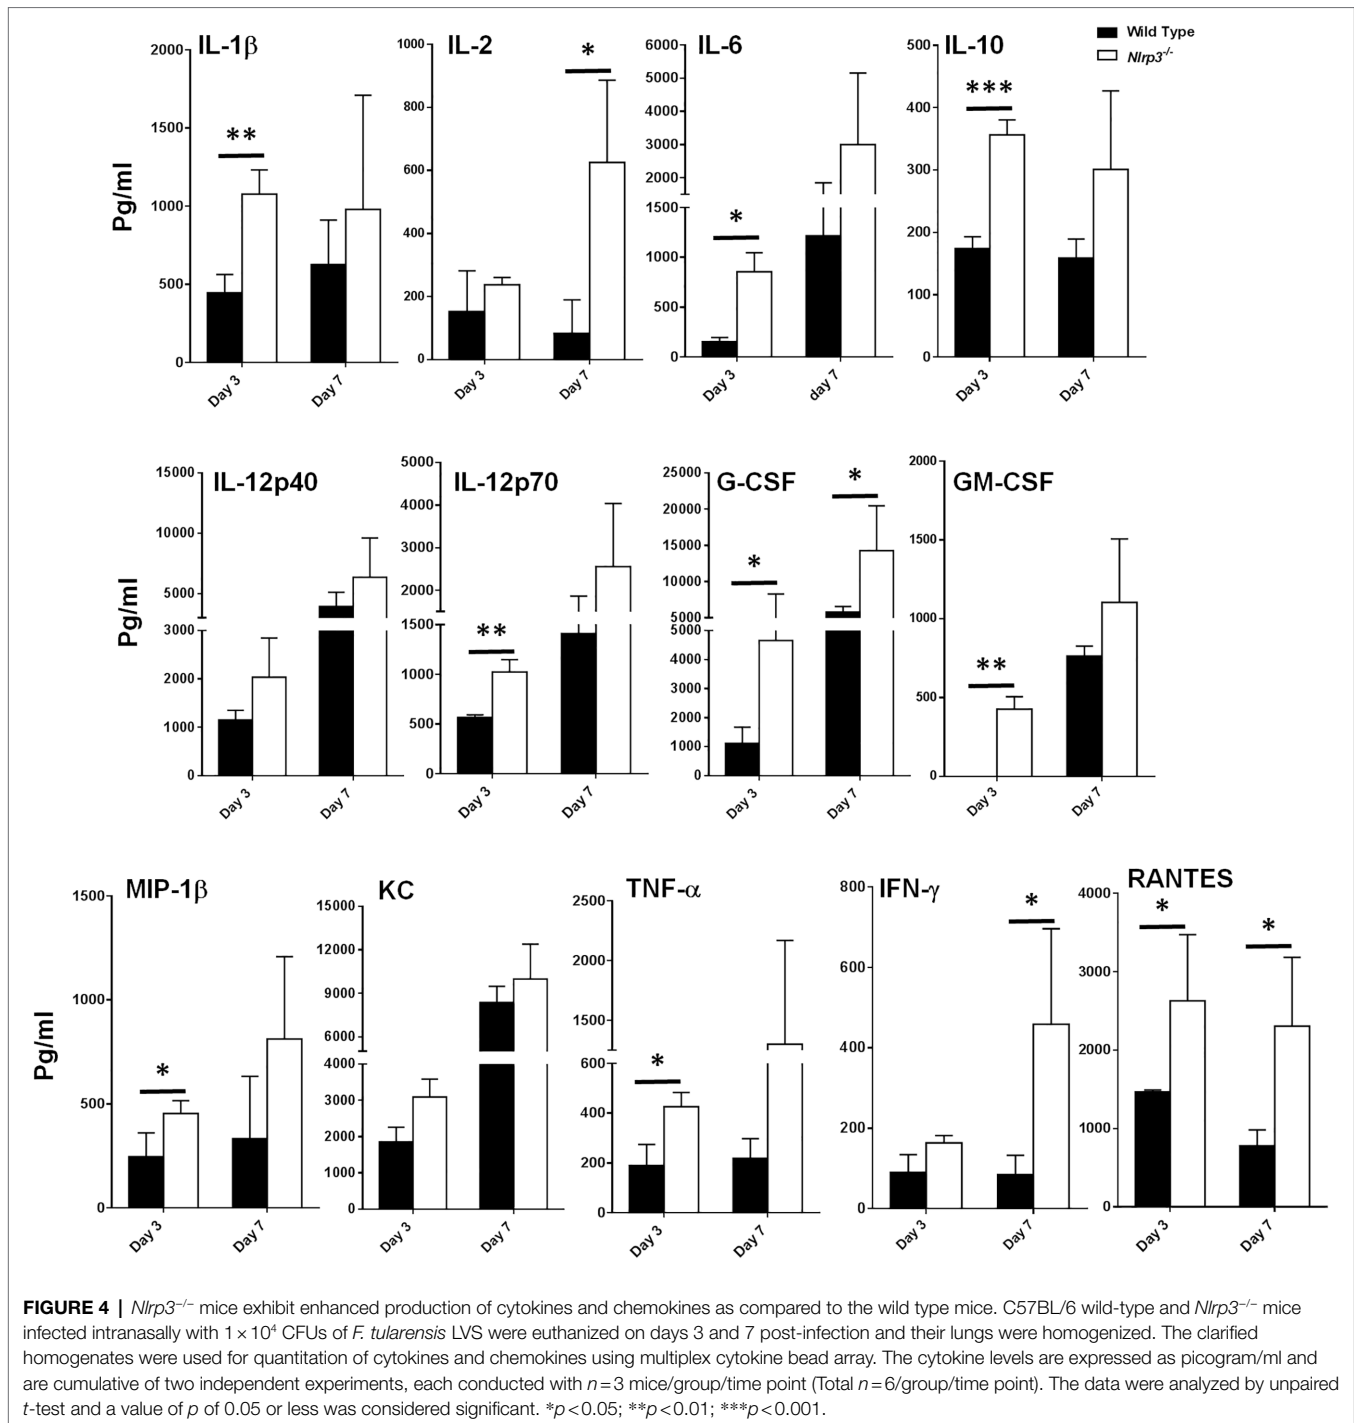 IL-1β
IL-2
IL-6
IL-10
Wild Type
Nlrp3-/-
Pg/ml
2000
1500
1000
500
0
**
Day 3
Day 7
1000
800
600
400
200
0
*
Day 3
Day 7
6000
5000
4000
3000
2000
1500
1000
500
0
*
Day 3
day 7
500
400
300
200
100
0
***
Day 3
Day 7
IL-12p40
IL-12p70
G-CSF
GM-CSF
Pg/ml
15000
10000
5000
3000
2000
1000
0
Day 3
Day 7
5000
4000
3000
2000
1500
1000
500
0
**
Day 3
Day 7
25000
20000
15000
10000
5000
5000
4000
3000
2000
1000
0
*
*
Day 3
Day 7
2000
1500
1000
500
0
**
Day 3
Day 7
MIP-1β
KC
TNF-α
IFN-γ
RANTES
Pg/ml
1500
1000
500
0
*
Day 3
Day 7
15000
12000
9000
6000
4000
3000
2000
1000
0
Day 3
Day 7
2500
2000
1500
600
400
200
0
*
Day 3
Day 7
800
600
400
200
0
*
Day 3
Day 7
4000
3000
2000
1000
0
*
*
Day 3
Day 7
FIGURE 4 | Nlrp3−/− mice exhibit enhanced production of cytokines and chemokines as compared to the wild type mice. C57BL/6 wild-type and Nlrp3−/− mice
infected intranasally with 1 × 10⁴ CFUs of F. tularensis LVS were euthanized on days 3 and 7 post-infection and their lungs were homogenized. The clarified
homogenates were used for quantitation of cytokines and chemokines using multiplex cytokine bead array. The cytokine levels are expressed as picogram/ml and
are cumulative of two independent experiments, each conducted with n = 3 mice/group/time point (Total n = 6/group/time point). The data were analyzed by unpaired
t-test and a value of p of 0.05 or less was considered significant. *p < 0.05; **p < 0.01; ***p < 0.001.